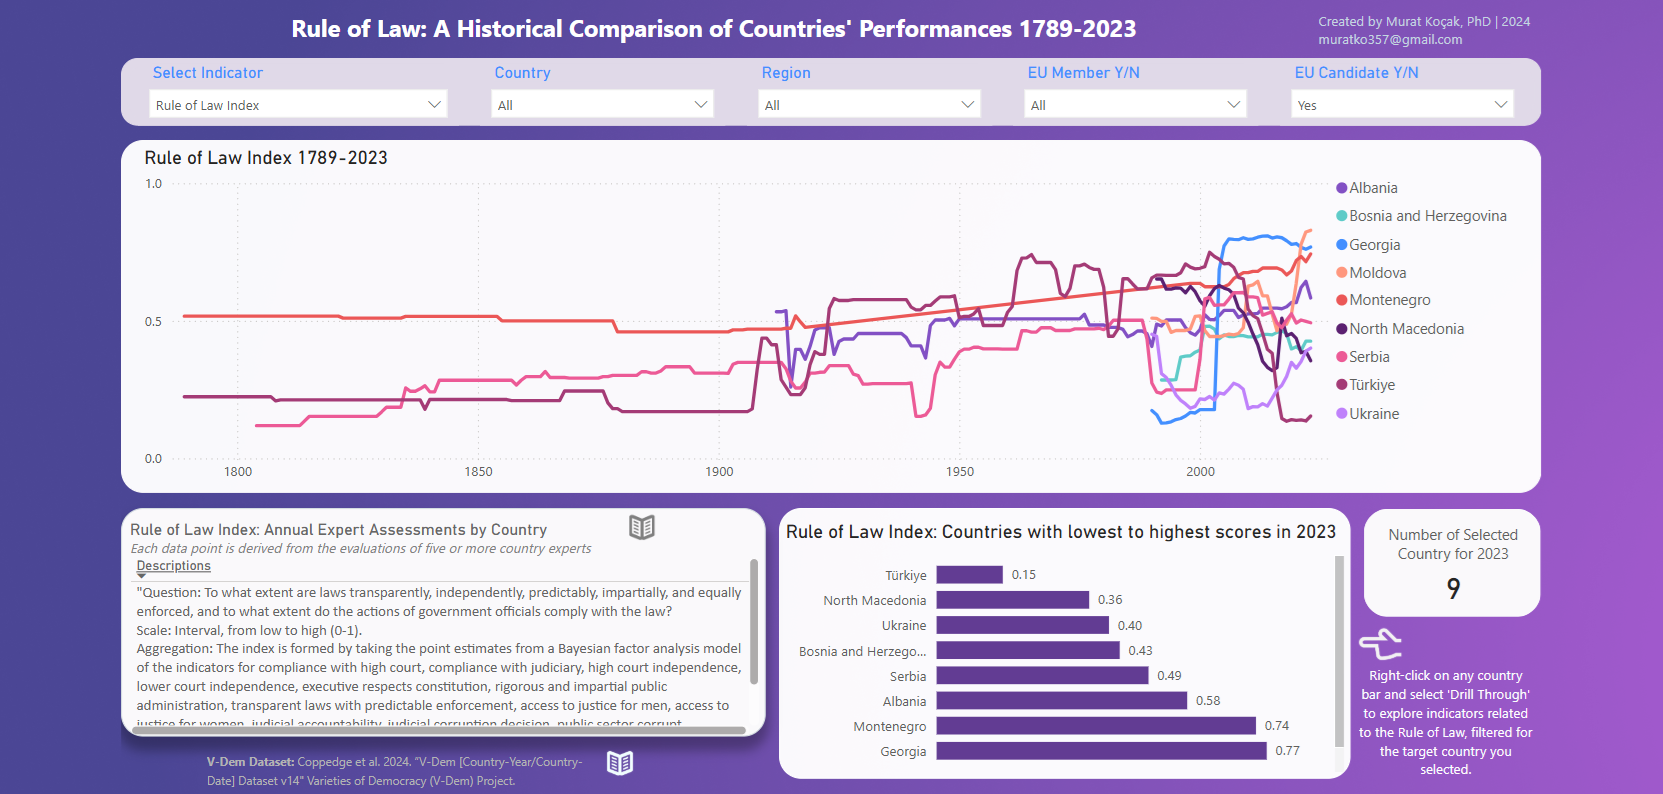 Rule of Law: A Historical Comparison of Countries' Performances 1789-2023
Created by Murat Koçak, PhD | 2024
muratko357@gmail.com
Select Indicator
Country
Region
EU Member Y/N
EU Candidate Y/N
Rule of Law Index
All
All
All
Yes
Rule of Law Index 1789-2023
1.0
0.5
0.0
1800
1850
1900
1950
2000
Albania
Bosnia and Herzegovina
Georgia
Moldova
Montenegro
North Macedonia
Serbia
Türkiye
Ukraine
Rule of Law Index: Annual Expert Assessments by Country
Each data point is derived from the evaluations of five or more country experts
Descriptions
"Question: To what extent are laws transparently, independently, predictably, impartially, and equally
enforced, and to what extent do the actions of government officials comply with the law?
Scale: Interval, from low to high (0-1).
Aggregation: The index is formed by taking the point estimates from a Bayesian factor analysis model
of the indicators for compliance with high court, compliance with judiciary, high court independence,
lower court independence, executive respects constitution, rigorous and impartial public
administration, transparent laws with predictable enforcement, access to justice for men, access to
justice for women, judicial accountability, judicial corruption decision, public sector corrupt
V-Dem Dataset: Coppedge et al. 2024. "V-Dem [Country-Year/Country-
Date] Dataset v14" Varieties of Democracy (V-Dem) Project.
Rule of Law Index: Countries with lowest to highest scores in 2023
Türkiye 0.15
North Macedonia 0.36
Ukraine 0.40
Bosnia and Herzego... 0.43
Serbia 0.49
Albania 0.58
Montenegro 0.74
Georgia 0.77
Number of Selected
Country for 2023
9
Right-click on any country
bar and select 'Drill Through'
to explore indicators related
to the Rule of Law, filtered for
the target country you
selected.